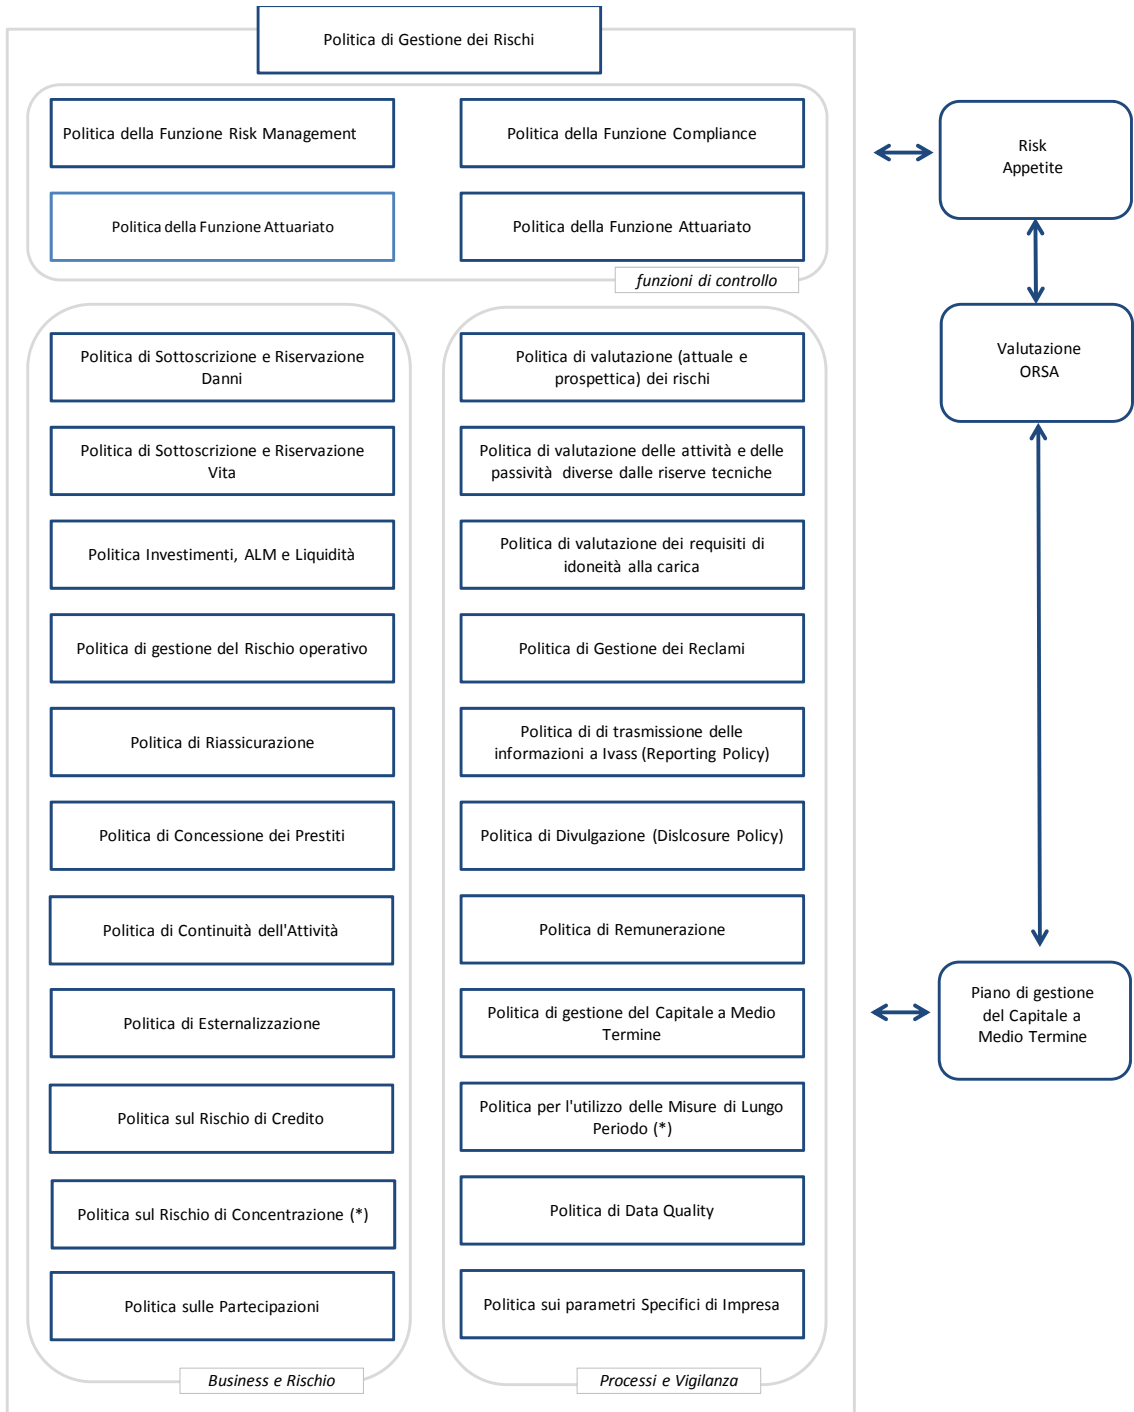 Politica di Gestione dei Rischi
Politica della Funzione Risk Management
Politica della Funzione Compliance
Politica della Funzione Attuariato
Politica della Funzione Attuariato
funzioni di controllo
Politica di Sottoscrizione e Riservazione
Danni
Politica di Sottoscrizione e Riservazione
Vita
Politica Investimenti, ALM e Liquidità
Politica di gestione del Rischio operativo
Politica di Riassicurazione
Politica di Concessione dei Prestiti
Politica di Continuità dell'Attività
Politica di Esternalizzazione
Politica sul Rischio di Credito
Politica sul Rischio di Concentrazione (*)
Politica sulle Partecipazioni
Business e Rischio
Politica di valutazione (attuale e
prospettica) dei rischi
Politica di valutazione delle attività e delle
passività diverse dalle riserve tecniche
Politica di valutazione dei requisiti di
idoneità alla carica
Politica di Gestione dei Reclami
Politica di di trasmissione delle
informazioni a Ivass (Reporting Policy)
Politica di Divulgazione (Dislcosure Policy)
Politica di Remunerazione
Politica di gestione del Capitale a Medio
Termine
Politica per l'utilizzo delle Misure di Lungo
Periodo (*)
Politica di Data Quality
Politica sui parametri Specifici di Impresa
Processi e Vigilanza
Risk
Appetite
Valutazione
ORSA
Piano di gestione
del Capitale a
Medio Termine